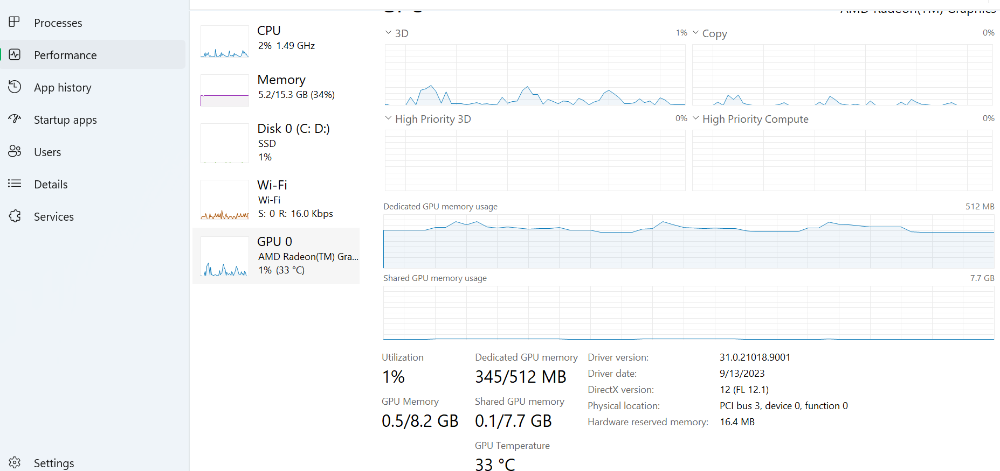 Processes
Performance
App history
Startup apps
Users
Details
Services
Settings
CPU
2% 1.49 GHz
Memory
5.2/15.3 GB (34%)
Disk 0 (C: D:)
SSD
1%
Wi-Fi
Wi-Fi
S: 0 R: 16.0 Kbps
GPU 0
AMD Radeon(TM) Gra...
1% (33 °C)
GPU
AMD Radeon(TM) Graphics
3D 1%
Copy 0%
High Priority 3D 0%
High Priority Compute 0%
Dedicated GPU memory usage 512 MB
Shared GPU memory usage 7.7 GB
Utilization
1%
Dedicated GPU memory
345/512 MB
GPU Memory
0.5/8.2 GB
Shared GPU memory
0.1/7.7 GB
GPU Temperature
33 °C
Driver version: 31.0.21018.9001
Driver date: 9/13/2023
DirectX version: 12 (FL 12.1)
Physical location: PCI bus 3, device 0, function 0
Hardware reserved memory: 16.4 MB